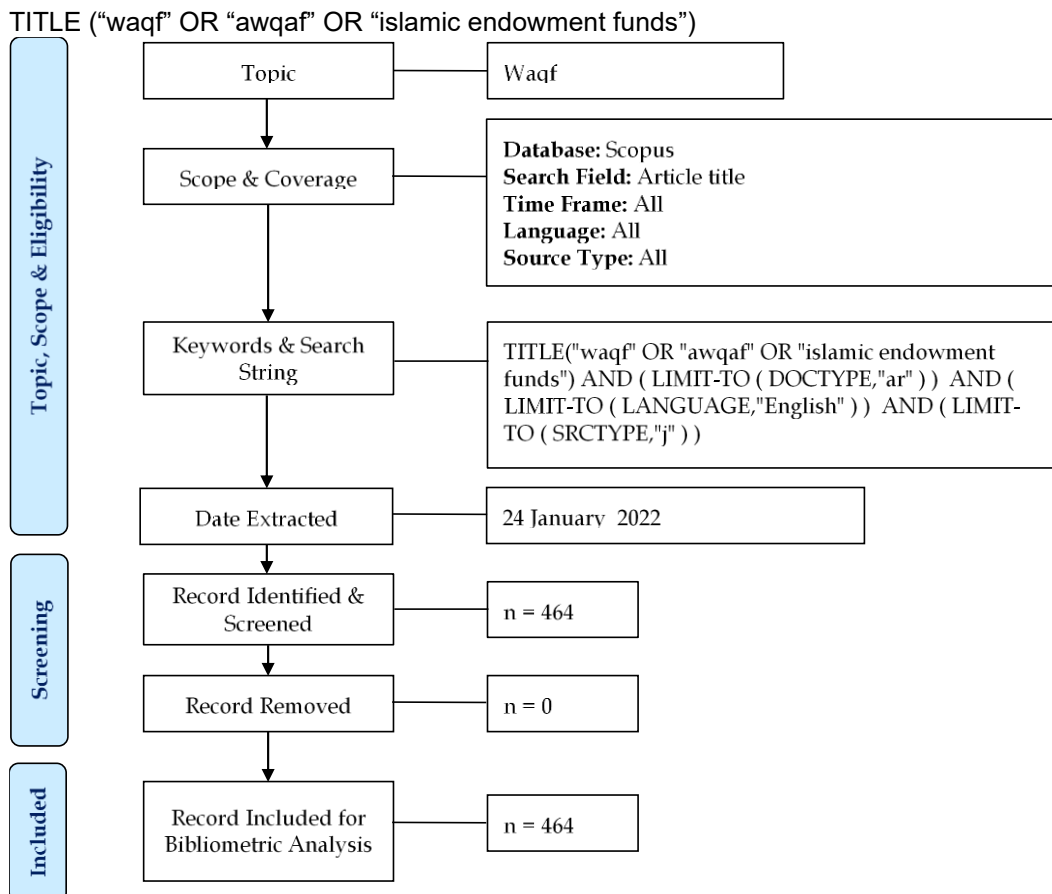 TITLE (“waqf” OR “awqaf” OR “islamic endowment funds”)
Topic, Scope & Eligibility
Topic
Waqf
Scope & Coverage
Database: Scopus
Search Field: Article title
Time Frame: All
Language: All
Source Type: All
Keywords & Search
String
TITLE("waqf" OR "awqaf" OR "islamic endowment
funds") AND ( LIMIT-TO ( DOCTYPE,"ar" ) ) AND (
LIMIT-TO ( LANGUAGE,"English" ) ) AND ( LIMIT-
TO ( SRCTYPE,"j" ) )
Date Extracted
24 January 2022
Screening
Record Identified &
Screened
n = 464
Record Removed
n = 0
Included
Record Included for
Bibliometric Analysis
n = 464